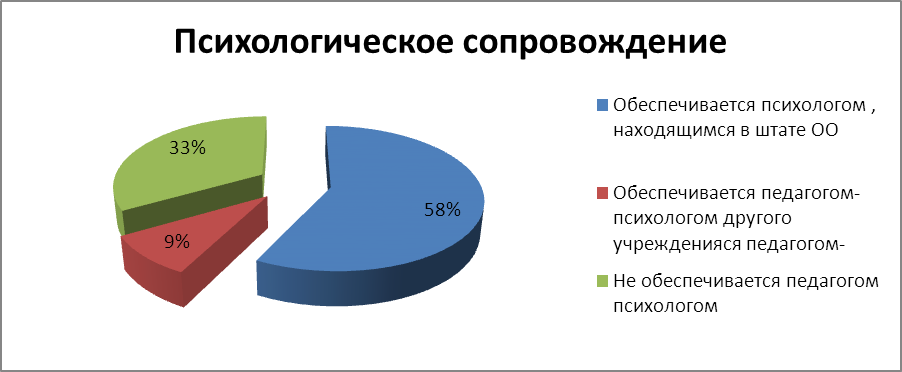 Психологическое сопровождение
33%
58%
9%
Обеспечивается психологом ,
находящимся в штате ОО
Обеспечивается педагогом-
психологом другого
учрежденияся педагогом-
Не обеспечивается педагогом
психологом